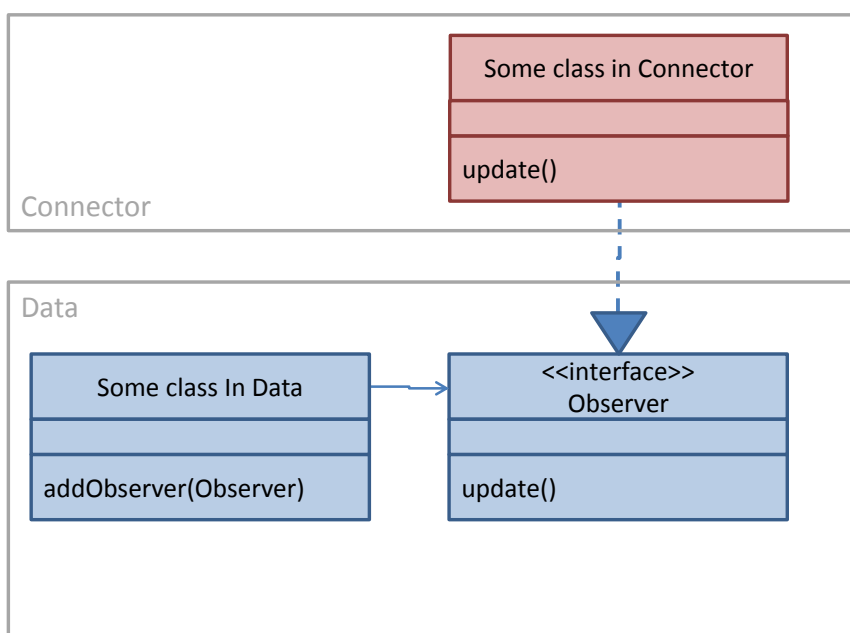 Some class in Connector
update()
Connector
Data
Some class In Data
addObserver(Observer)
<<interface>>
Observer
update()